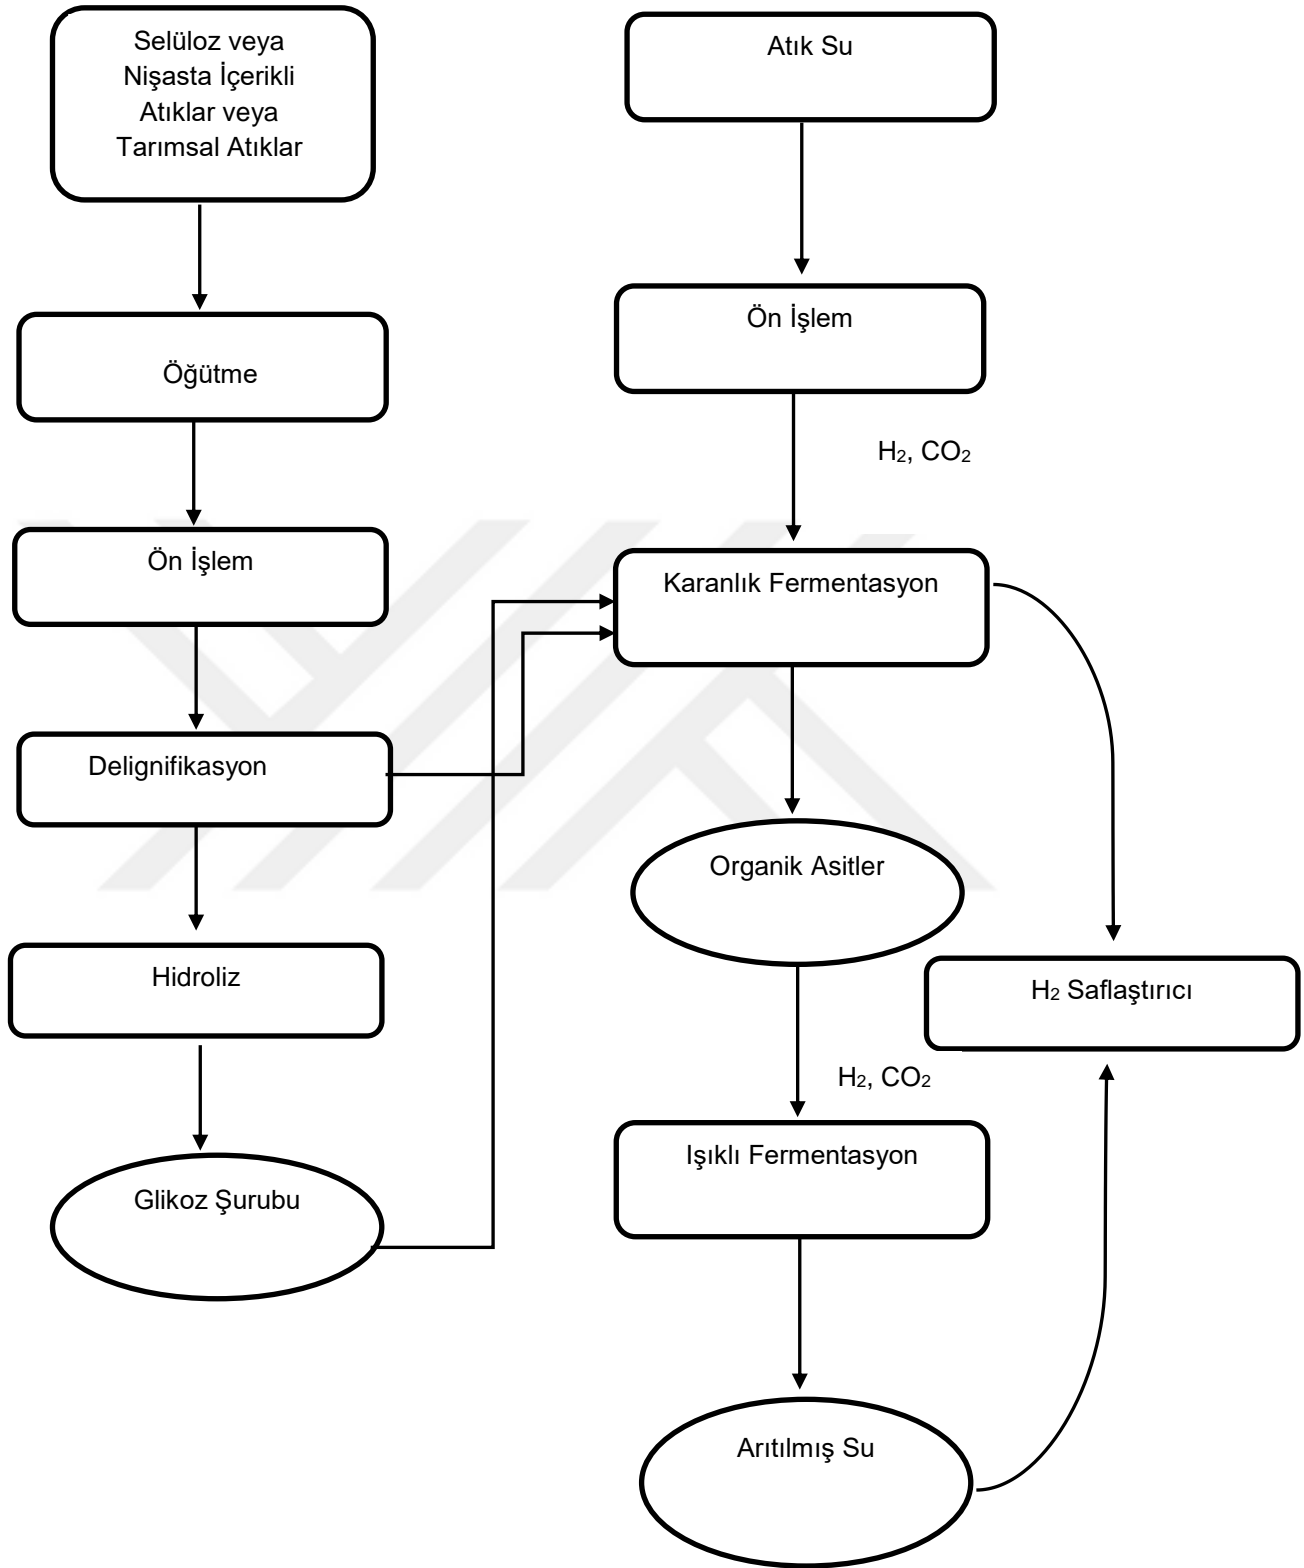 Selüloz veya
Nişasta İçerikli
Atıklar veya
Tarımsal Atıklar
Öğütme
Ön İşlem
Delignifikasyon
Hidroliz
Glikoz Şurubu
Atık Su
Ön İşlem
H₂, CO₂
Karanlık Fermentasyon
Organik Asitler
H₂ Saflaştırıcı
H₂, CO₂
Işıklı Fermentasyon
Arıtılmış Su